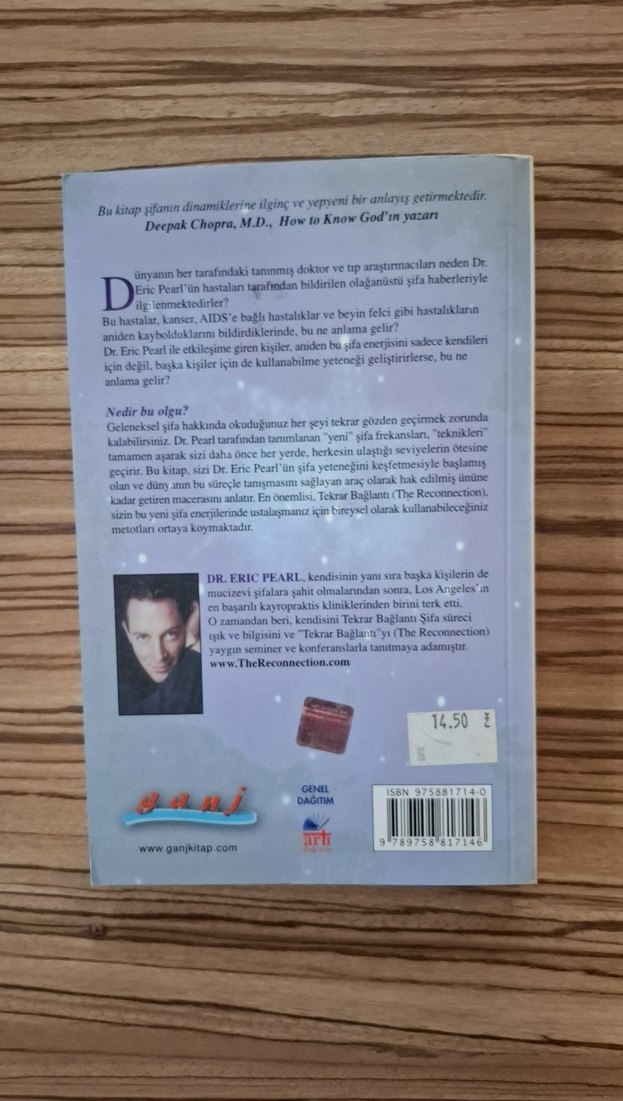 Bu kitap şifanın dinamiklerine ilginç ve yepyeni bir anlayış getirmektedir.
Deepak Chopra, M.D., How to Know God'ın yazarı
Dünyanın her tarafındaki tanınmış doktor ve tıp araştırmacıları neden Dr.
Eric Pearl'ün hastaları tarafından bildirilen olağanüstü şifa haberleriyle
ilgilenmektedirler?
Bu hastalar, kanser, AIDS'e bağlı hastalıklar ve beyin felci gibi hastalıkların
aniden kaybolduklarını bildirdiklerinde, bu ne anlama gelir?
Dr. Eric Pearl ile etkileşime giren kişiler, aniden bu şifa enerjisini sadece kendileri
için değil, başka kişiler için de kullanabilme yeteneği geliştirirlerse, bu ne
anlama gelir?
Nedir bu olgu?
Geleneksel şifa hakkında okuduğunuz her şeyi tekrar gözden geçirmek zorunda
kalabilirsiniz. Dr. Pearl tarafından tanımlanan "yeni" şifa frekansları, "teknikleri"
tamamen aşarak sizi daha önce her yerde, herkesin ulaştığı seviyelerin ötesine
geçirir. Bu kitap, sizi Dr. Eric Pearl'ün şifa yeteneğini keşfetmesiyle başlamış
olan ve dünyanın bu süreçle tanışmasını sağlayan araç olarak hak edilmiş ününe
kadar getiren macerasını anlatır. En önemlisi, Tekrar Bağlantı (The Reconnection),
sizin bu yeni şifa enerjilerinde ustalaşmanız için bireysel olarak kullanabileceğiniz
metotları ortaya koymaktadır.
DR. ERIC PEARL, kendisinin yanı sıra başka kişilerin de
mucizevi şifalara şahit olmalarından sonra, Los Angeles'ın
en başarılı kayropraktis kliniklerinden birini terk etti.
O zamandan beri, kendisini Tekrar Bağlantı Şifa süreci
ışık ve bilgisini ve "Tekrar Bağlantı"yı (The Reconnection)
yaygın seminer ve konferanslarla tanıtmaya adamıştır.
www.TheReconnection.com
14.50
ganj
www.ganjkitap.com
GENEL
DAĞITIM
artı
dağıtım
ISBN 975881714-0
9 789758 817146